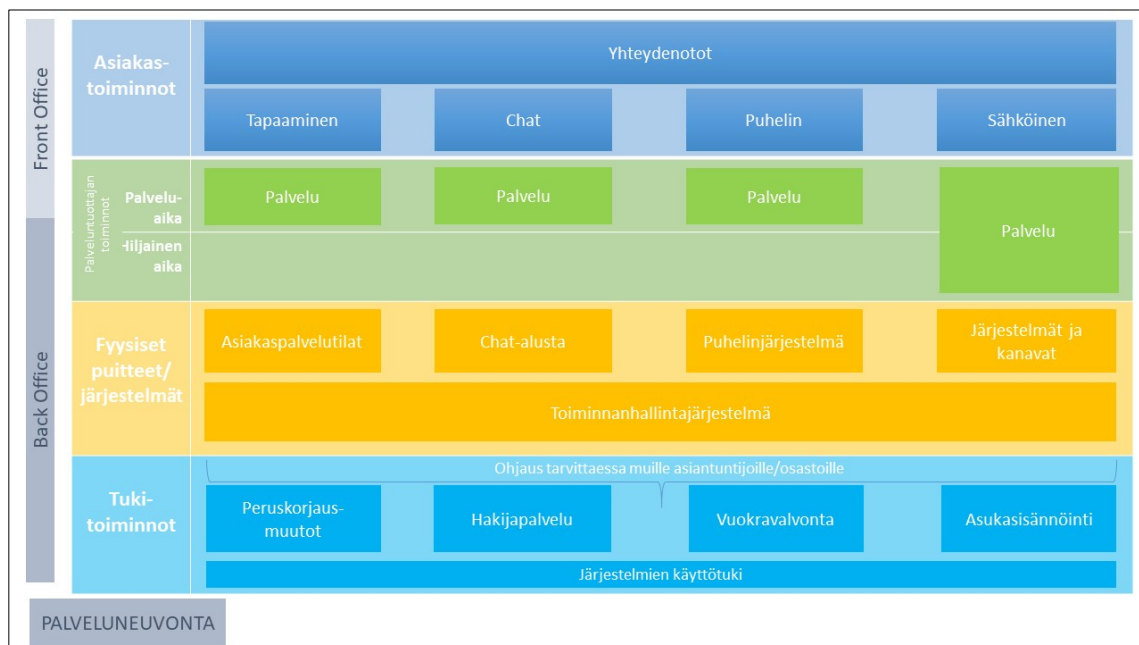 Front Office
Back Office
Asiakas-
toiminnot
Yhteydenotot
Tapaaminen
Chat
Puhelin
Sähköinen
Palveluntuottajan
toiminnot
Palvelu-
aika
Hiljainen
aika
Palvelu
Palvelu
Palvelu
Palvelu
Fyysiset
puitteet/
järjestelmät
Asiakaspalvelutilat
Chat-alusta
Puhelinjärjestelmä
Järjestelmät ja
kanavat
Toiminnanhallintajärjestelmä
Tuki-
toiminnot
Ohjaus tarvittaessa muille asiantuntijoille/osastoille
Peruskorjaus-
muutot
Hakijapalvelu
Vuokravalvonta
Asukasisännöinti
Järjestelmien käyttötuki
PALVELUNEUVONTA